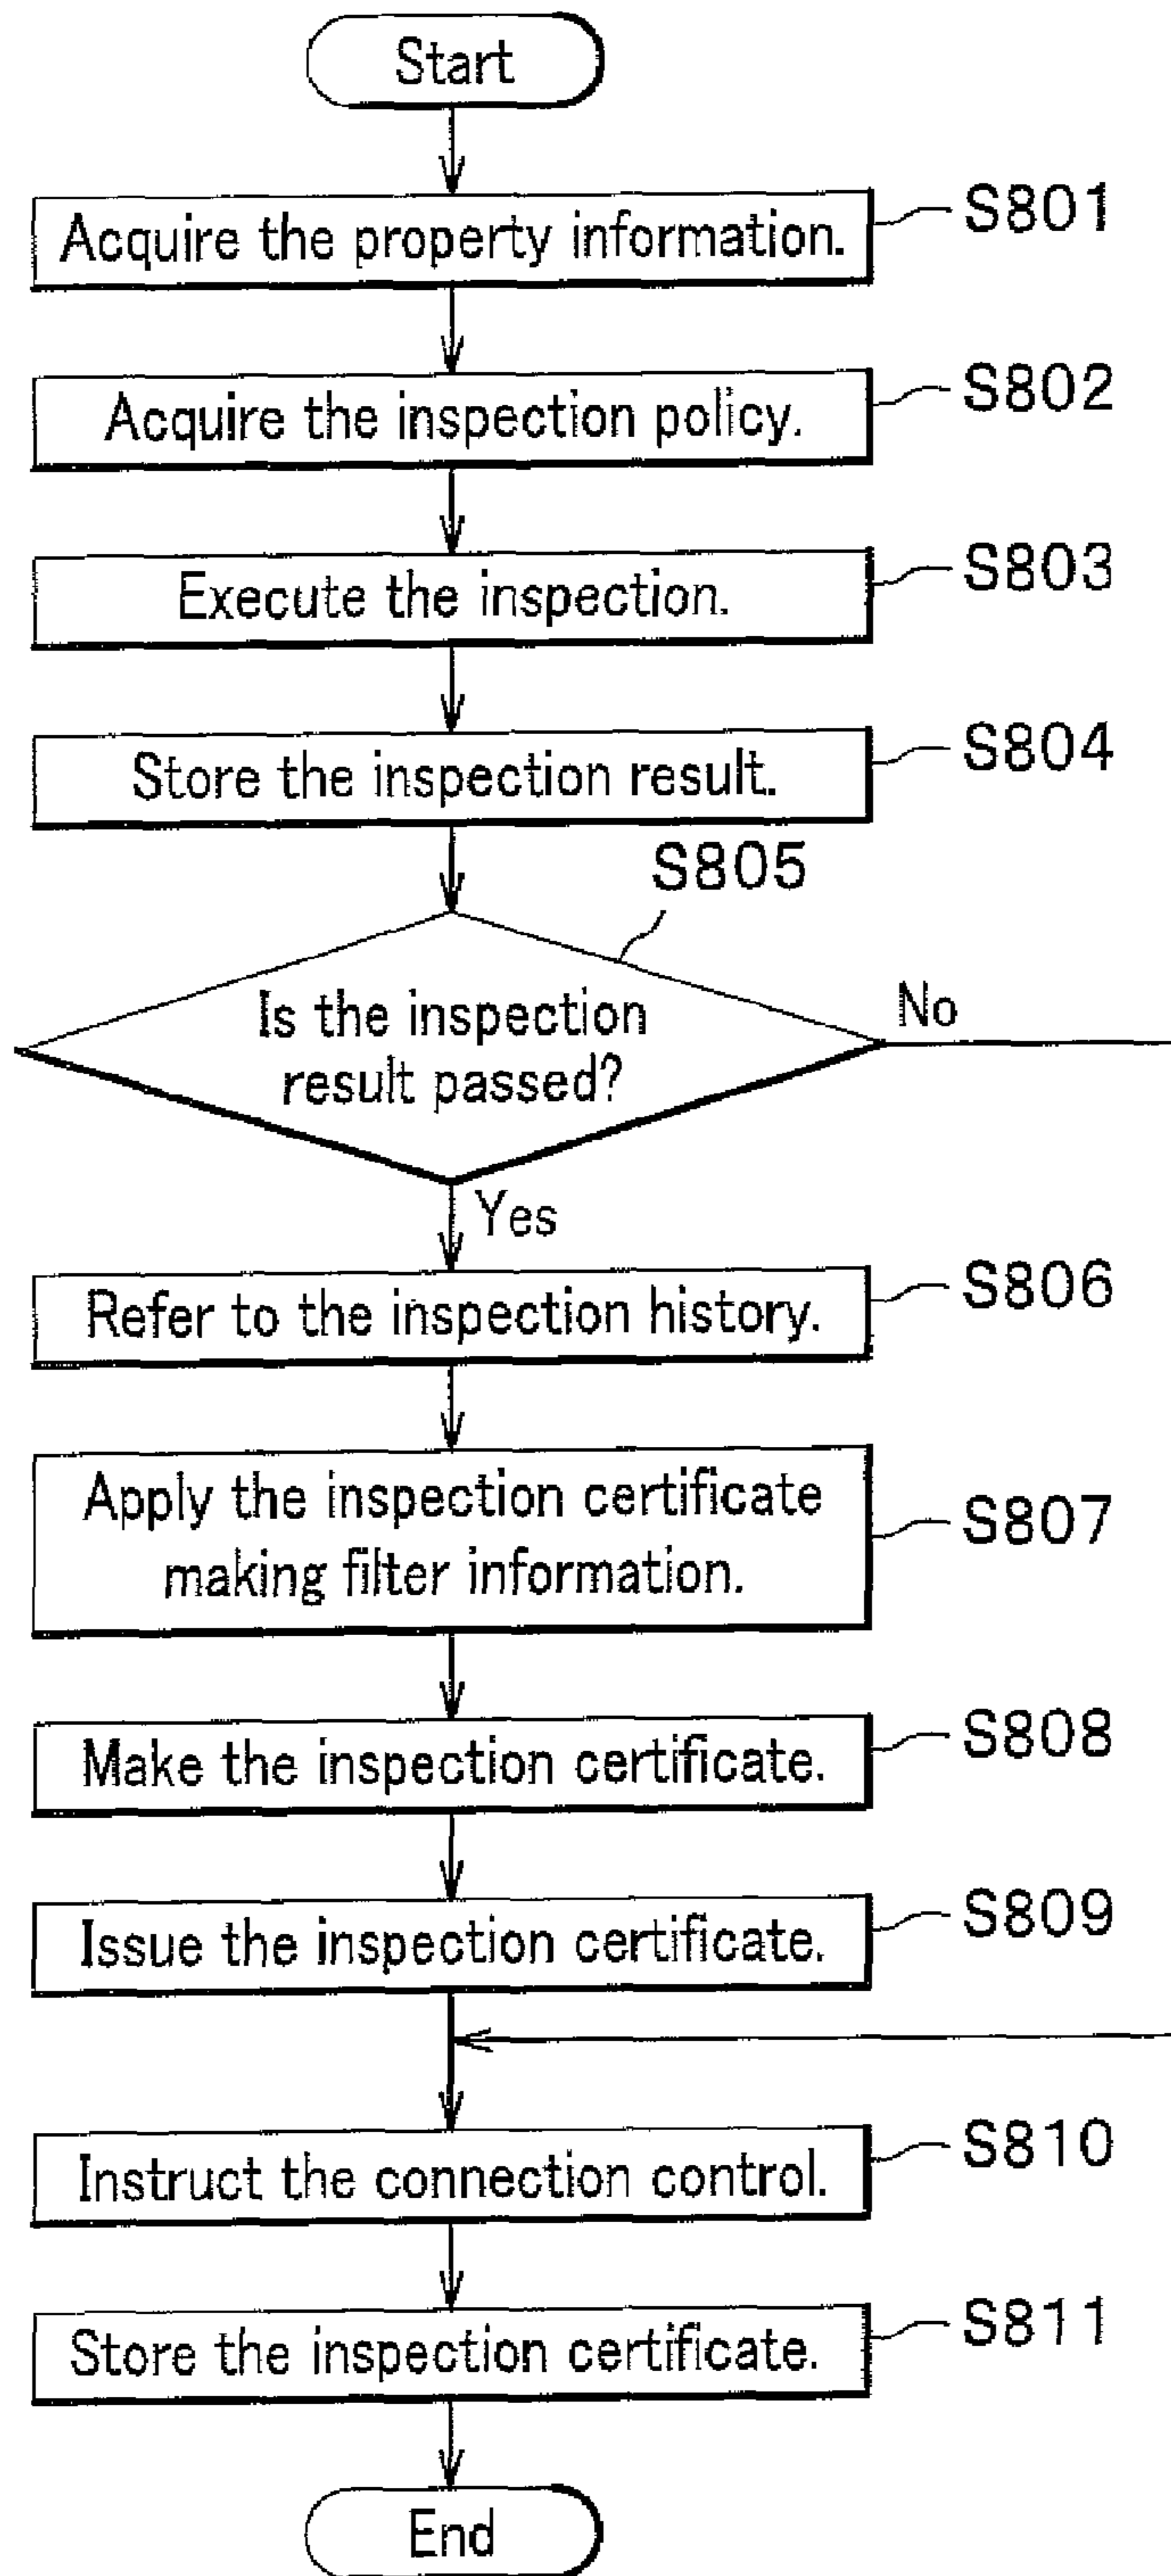 Start
Acquire the property information.
S801
Acquire the inspection policy.
S802
Execute the inspection.
S803
Store the inspection result.
S804
S805
Is the inspection
result passed?
No
Yes
Refer to the inspection history.
S806
Apply the inspection certificate
making filter information.
S807
Make the inspection certificate.
S808
Issue the inspection certificate.
S809
Instruct the connection control.
S810
Store the inspection certificate.
S811
End